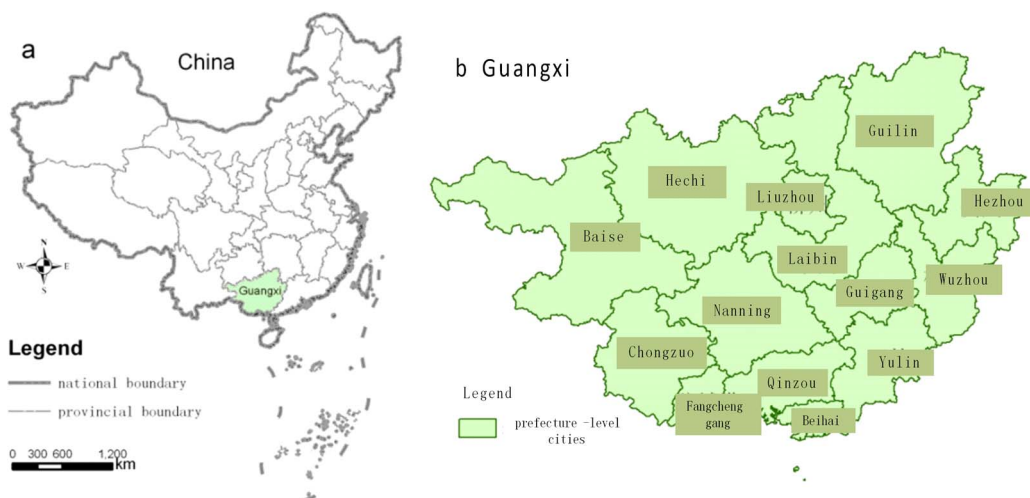 a
China
N
W E
S
Guangxi
Legend
national boundary
provincial boundary
0 300 600 1,200
km
b Guangxi
Guilin
Hechi
Liuzhou
Hezhou
Baise
Laibin
Wuzhou
Guigang
Nanning
Chongzuo
Yulin
Qinzou
Fangcheng
gang
Beihai
Legend
prefecture -level
cities